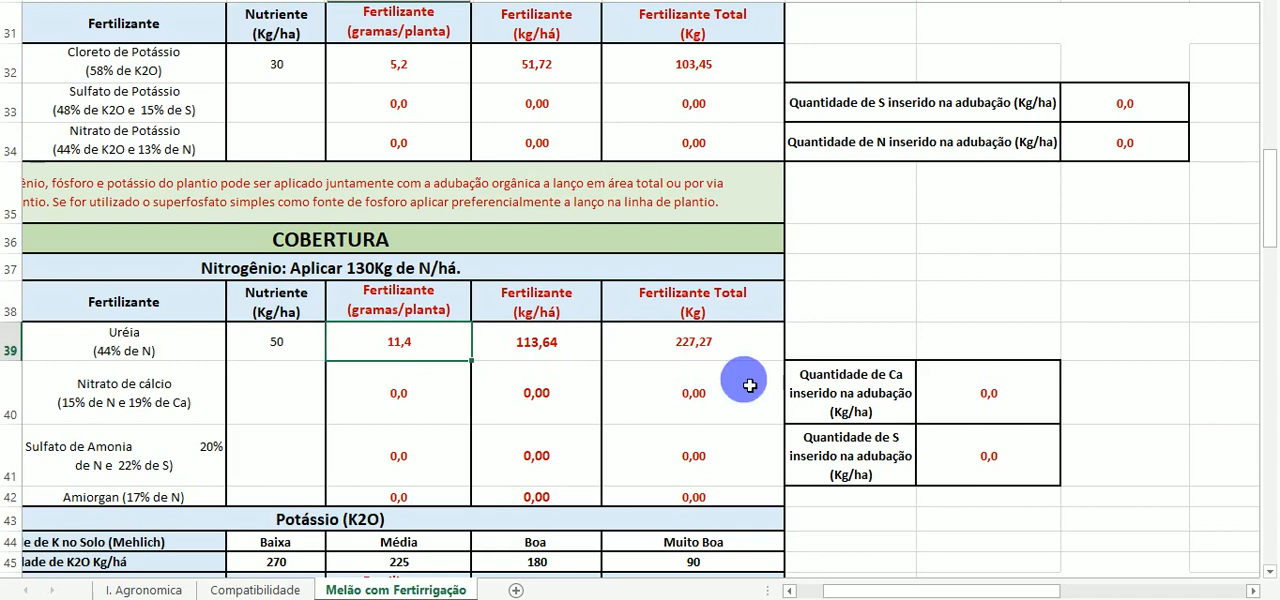 31
Fertilizante
Nutriente
(Kg/ha)
Fertilizante
(gramas/planta)
Fertilizante
(kg/há)
Fertilizante Total
(Kg)
32
Cloreto de Potássio
(58% de K2O)
30
5,2
51,72
103,45
33
Sulfato de Potássio
(48% de K2O e 15% de S)
0,0
0,00
0,00
Quantidade de S inserido na adubação (Kg/ha)
0,0
34
Nitrato de Potássio
(44% de K2O e 13% de N)
0,0
0,00
0,00
Quantidade de N inserido na adubação (Kg/ha)
0,0
35
ênio, fósforo e potássio do plantio pode ser aplicado juntamente com a adubação orgânica a lanço em área total ou por via
ntio. Se for utilizado o superfosfato simples como fonte de fosforo aplicar preferencialmente a lanço na linha de plantio.
36
COBERTURA
37
Nitrogênio: Aplicar 130Kg de N/há.
38
Fertilizante
Nutriente
(Kg/ha)
Fertilizante
(gramas/planta)
Fertilizante
(kg/há)
Fertilizante Total
(Kg)
39
Uréia
(44% de N)
50
11,4
113,64
227,27
40
Nitrato de cálcio
(15% de N e 19% de Ca)
0,0
0,00
0,00
Quantidade de Ca
inserido na adubação
(Kg/ha)
0,0
41
Sulfato de Amonia 20%
de N e 22% de S)
0,0
0,00
0,00
Quantidade de S
inserido na adubação
(Kg/ha)
0,0
42
Amiorgan (17% de N)
0,0
0,00
0,00
43
Potássio (K2O)
44
e de K no Solo (Mehlich)
Baixa
Média
Boa
Muito Boa
45
dade de K2O Kg/há
270
225
180
90
I. Agronomica
Compatibilidade
Melão com Fertirrigação